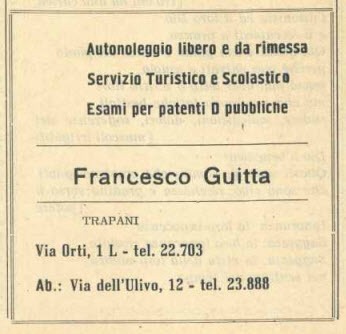 Autonoleggio libero e da rimessa
Servizio Turistico e Scolastico
Esami per patenti D pubbliche
Francesco Guitta
TRAPANI
Via Orti, 1 L - tel. 22.703
Ab.: Via dell'Ulivo, 12 - tel. 23.888